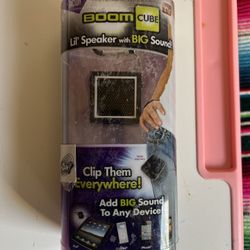 BOOM CUBE
Lil' Speaker with BIG Sound!
Clip Them
Everywhere!
Add BIG Sound
To Any Device!